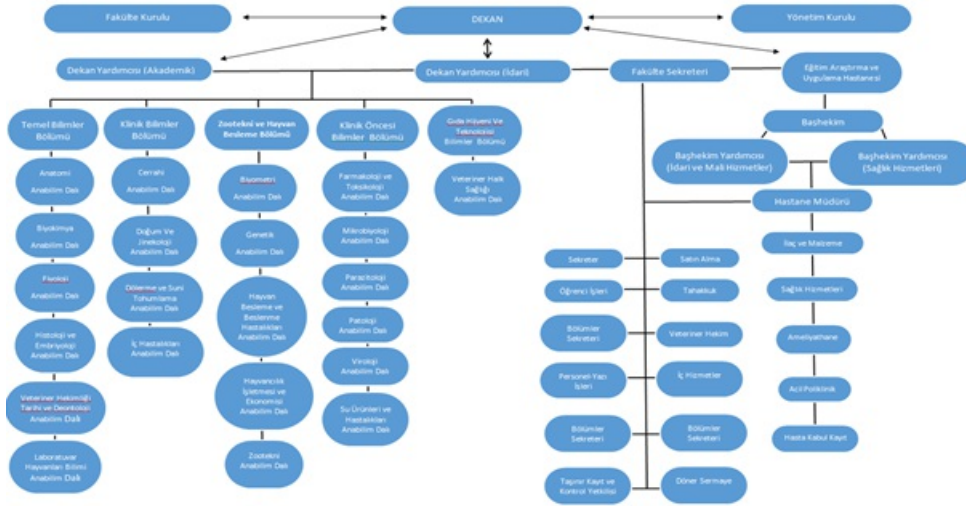 Fakülte Kurulu
DEKAN
Yönetim Kurulu
Dekan Yardımcısı (Akademik)
Dekan Yardımcısı (İdari)
Fakülte Sekreteri
Eğitim Araştırma ve
Uygulama Hastanesi
Temel Bilimler
Bölümü
Klinik Bilimler
Bölümü
Zootekni ve Hayvan
Besleme Bölümü
Klinik Öncesi
Bilimler Bölümü
Gıda Hijyeni Ve
Teknolojisi
Bilimler Bölümü
Başhekim
Başhekim Yardımcısı
(İdari ve Mali Hizmetler)
Başhekim Yardımcısı
(Sağlık Hizmetleri)
Hastane Müdürü
Anatomi
Anabilim Dalı
Biyokimya
Anabilim Dalı
Fizyoloji
Anabilim Dalı
Histoloji ve
Embriyoloji
Anabilim Dalı
Veteriner Hekimliği
Tarihi ve Deontoloji
Anabilim Dalı
Laboratuvar
Hayvanları Bilimi
Anabilim Dalı
Cerrahi
Anabilim Dalı
Doğum Ve
Jinekoloji
Anabilim Dalı
Dölerme ve Suni
Tohumlama
Anabilim Dalı
İç Hastalıkları
Anabilim Dalı
Biyometri
Anabilim Dalı
Genetik
Anabilim Dalı
Hayvan
Besleme ve
Beslenme
Hastalıkları
Anabilim Dalı
Hayvancılık
İşletmesi ve
Ekonomisi
Anabilim Dalı
Zootekni
Anabilim Dalı
Farmakoloji ve
Toksikoloji
Anabilim Dalı
Mikrobiyoloji
Anabilim Dalı
Parazitoloji
Anabilim Dalı
Patoloji
Anabilim Dalı
Viroloji
Anabilim Dalı
Su Ürünleri ve
Hastalıkları
Anabilim Dalı
Veteriner Halk
Sağlığı
Anabilim Dalı
Sekreter
Satın Alma
Öğrenci İşleri
Tahakkuk
Bölümler
Sekreteri
Veteriner Hekim
Personel-Yazı
İşleri
İç Hizmetler
Bölümler
Sekreteri
Bölümler
Sekreteri
Taşınır Kayıt ve
Kontrol Yetkilisi
Döner Sermaye
İlaç ve Malzeme
Sağlık Hizmetleri
Ameliyathane
Acil Poliklinik
Hasta Kabul Kayıt